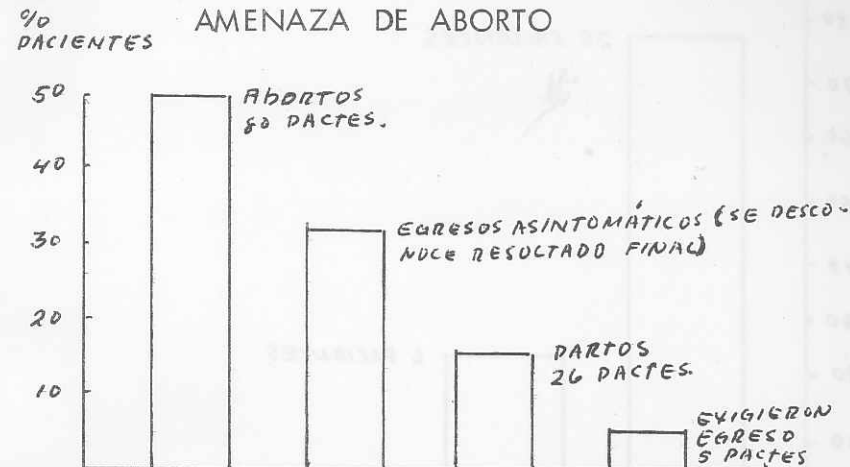 AMENAZA DE ABORTO
%
PACIENTES
50
40
30
20
10
AbORTOS
80 PACTES.
EGRESOS ASINTOMÁTICOS (SE DESCO-
NOCE RESULTADO FINAL)
PARTOS
26 PACTES.
EXIGIERON
EGRESO
5 PACTES